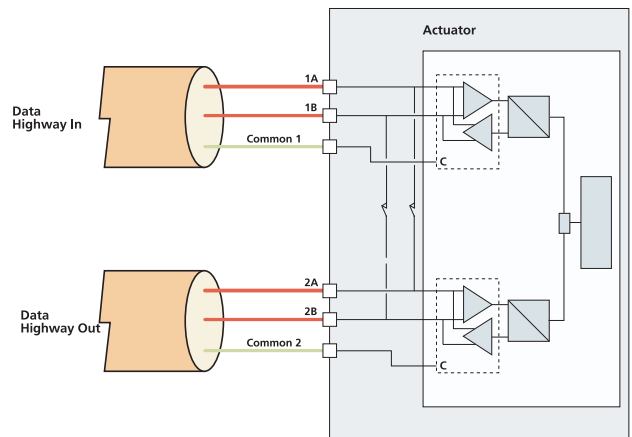 Actuator
1A
Data
Highway In
1B
Common 1
C
2A
Data
Highway Out
2B
Common 2
C